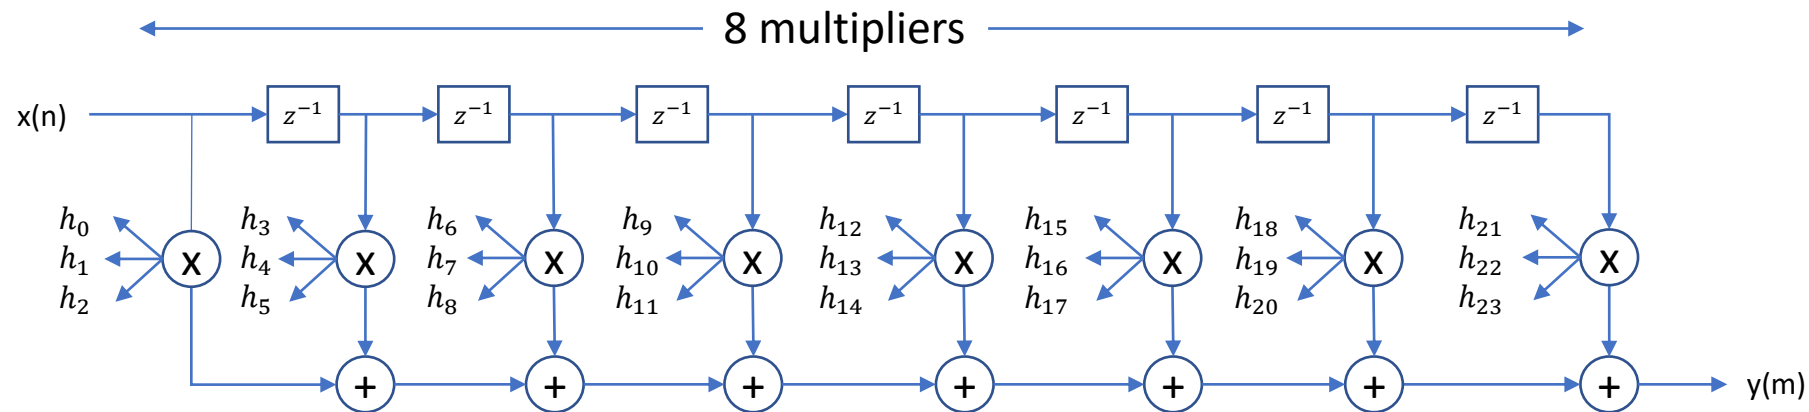 8 multipliers
x(n)
z⁻¹ z⁻¹ z⁻¹ z⁻¹ z⁻¹ z⁻¹ z⁻¹
h₀ h₃ h₆ h₉ h₁₂ h₁₅ h₁₈ h₂₁
h₁ h₄ h₇ h₁₀ h₁₃ h₁₆ h₁₉ h₂₂
x x x x x x x x
h₂ h₅ h₈ h₁₁ h₁₄ h₁₇ h₂₀ h₂₃
+ + + + + + +
y(m)